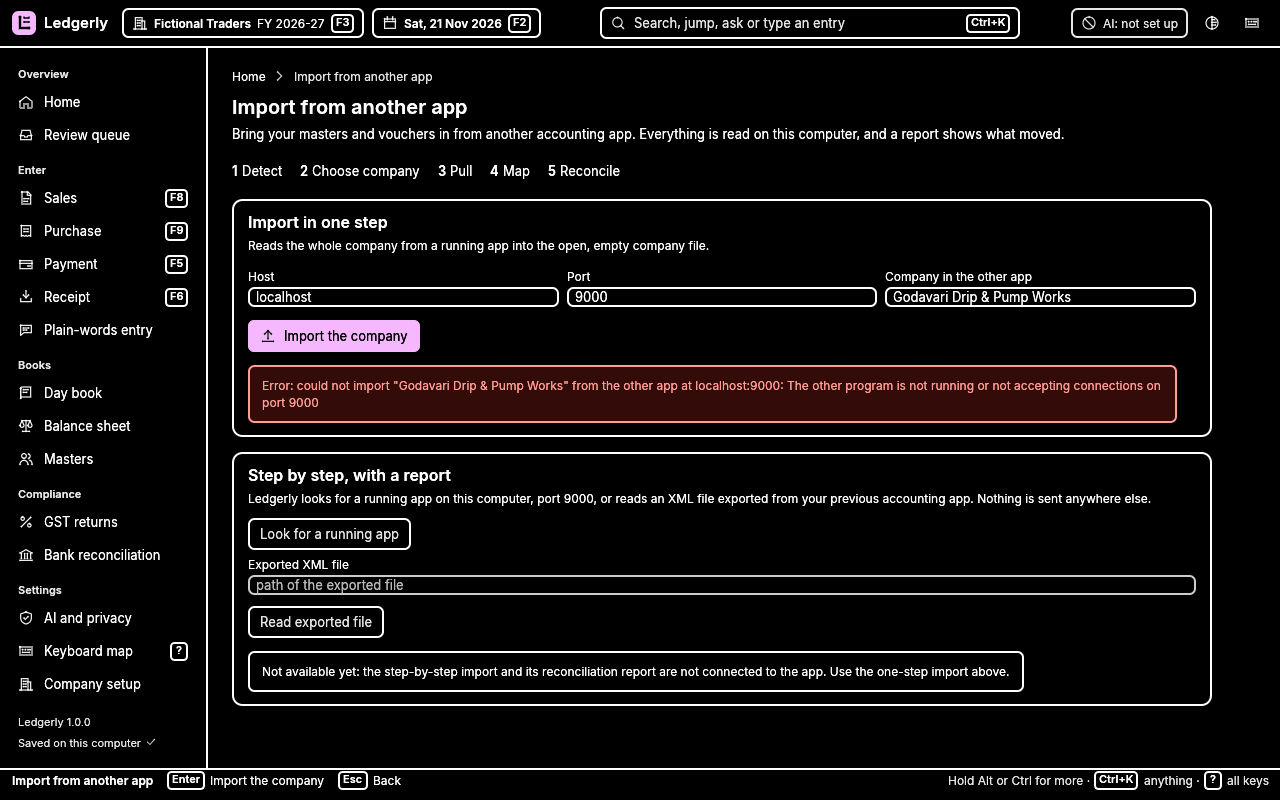 Ledgerly
Fictional Traders FY 2026-27 F3
Sat, 21 Nov 2026 F2
Search, jump, ask or type an entry Ctrl+K
AI: not set up
Overview
Home
Review queue
Enter
Sales F8
Purchase F9
Payment F5
Receipt F6
Plain-words entry
Books
Day book
Balance sheet
Masters
Compliance
GST returns
Bank reconciliation
Settings
AI and privacy
Keyboard map ?
Company setup
Ledgerly 1.0.0
Saved on this computer
Home Import from another app
Import from another app
Bring your masters and vouchers in from another accounting app. Everything is read on this computer, and a report shows what moved.
1 Detect 2 Choose company 3 Pull 4 Map 5 Reconcile
Import in one step
Reads the whole company from a running app into the open, empty company file.
Host Port Company in the other app
localhost 9000 Godavari Drip & Pump Works
Import the company
Error: could not import "Godavari Drip & Pump Works" from the other app at localhost:9000: The other program is not running or not accepting connections on
port 9000
Step by step, with a report
Ledgerly looks for a running app on this computer, port 9000, or reads an XML file exported from your previous accounting app. Nothing is sent anywhere else.
Look for a running app
Exported XML file
path of the exported file
Read exported file
Not available yet: the step-by-step import and its reconciliation report are not connected to the app. Use the one-step import above.
Import from another app Enter Import the company Esc Back
Hold Alt or Ctrl for more · Ctrl+K anything · ? all keys